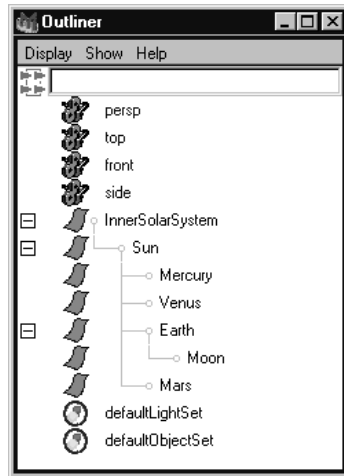 Outliner
Display Show Help
persp
top
front
side
InnerSolarSystem
Sun
Mercury
Venus
Earth
Moon
Mars
defaultLightSet
defaultObjectSet